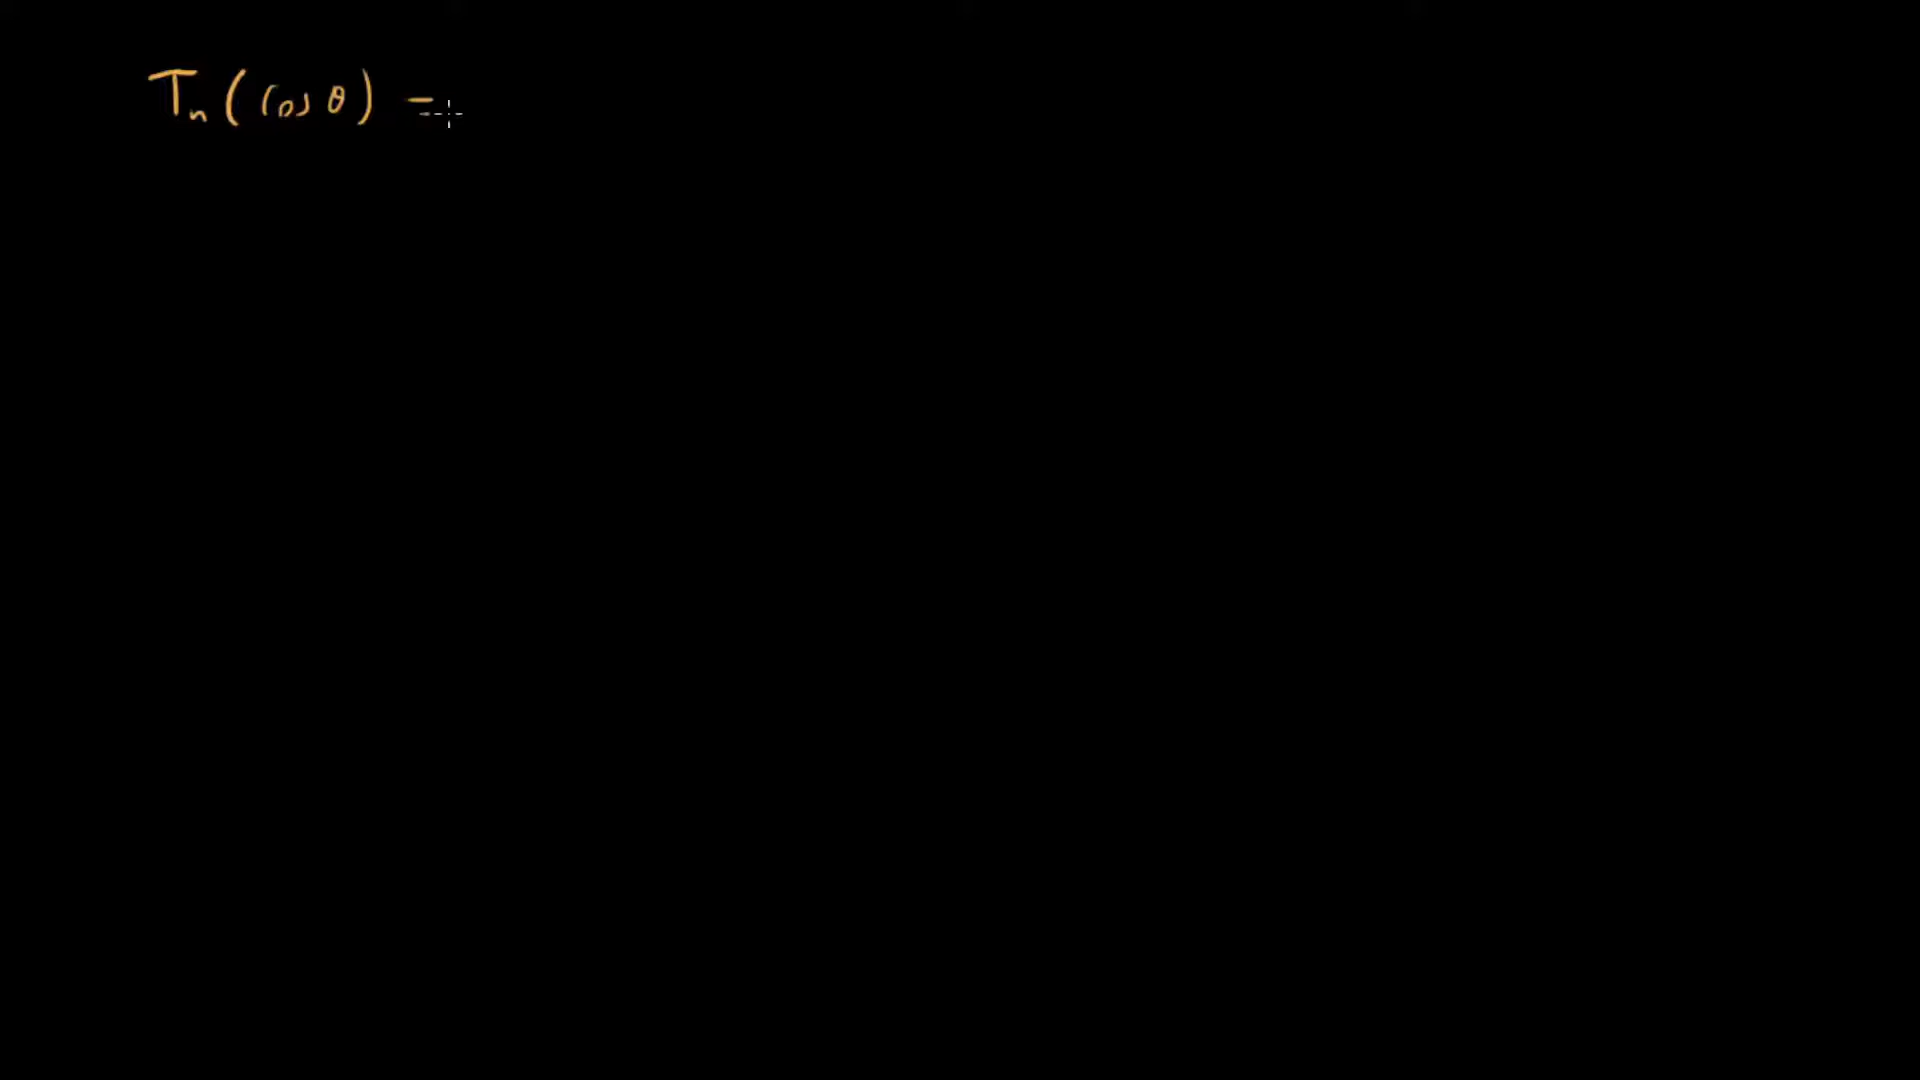 Tₙ(cos θ) =